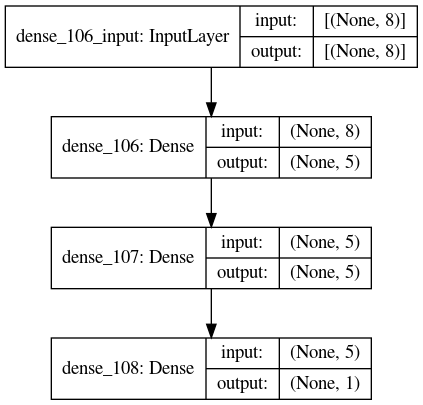 dense_106_input: InputLayer
input: [(None, 8)]
output: [(None, 8)]
dense_106: Dense
input: (None, 8)
output: (None, 5)
dense_107: Dense
input: (None, 5)
output: (None, 5)
dense_108: Dense
input: (None, 5)
output: (None, 1)